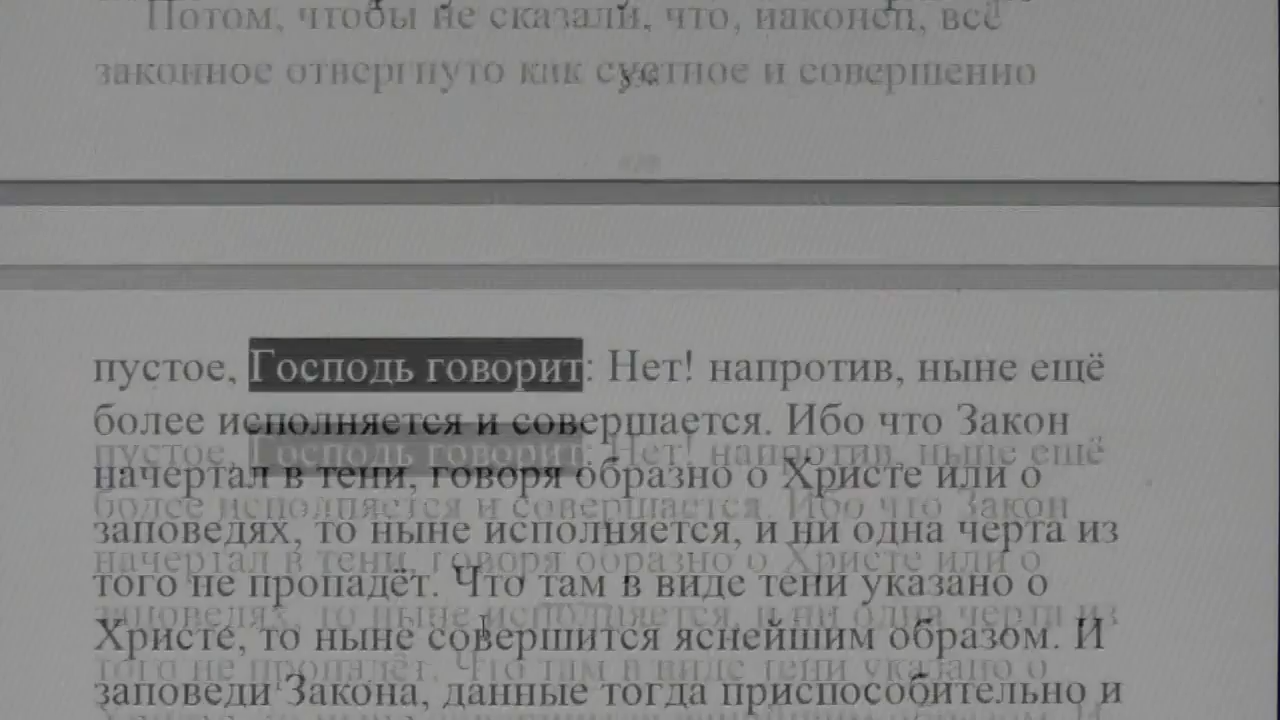 Потом, чтобы не сказали, что, наконец, всё
законное отвергнуто как суетное и совершенно
пустое, Господь говорит: Нет! напротив, ныне ещё
более исполняется и совершается. Ибо что Закон
начертал в тени, говоря образно о Христе или о
заповедях, то ныне исполняется, и ни одна черта из
того не пропадёт. Что там в виде тени указано о
Христе, то ныне совершится яснейшим образом. И
заповеди Закона, данные тогда приспособительно и